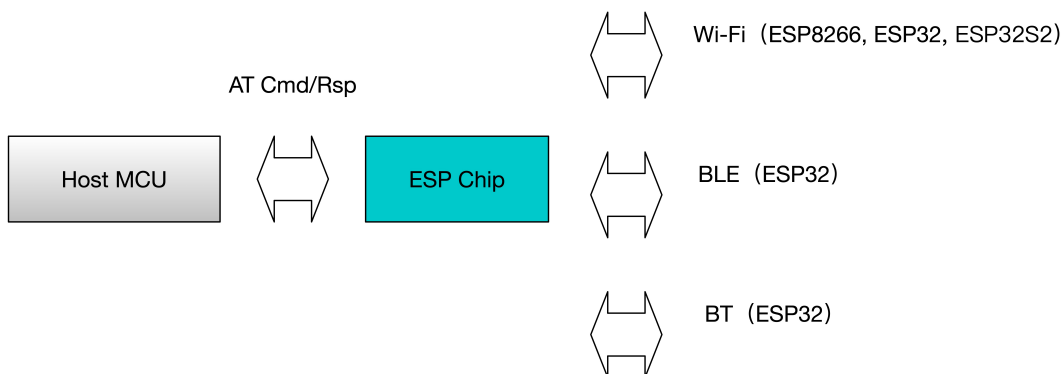 Wi-Fi（ESP8266, ESP32, ESP32S2）
AT Cmd/Rsp
Host MCU
ESP Chip
BLE（ESP32）
BT（ESP32）